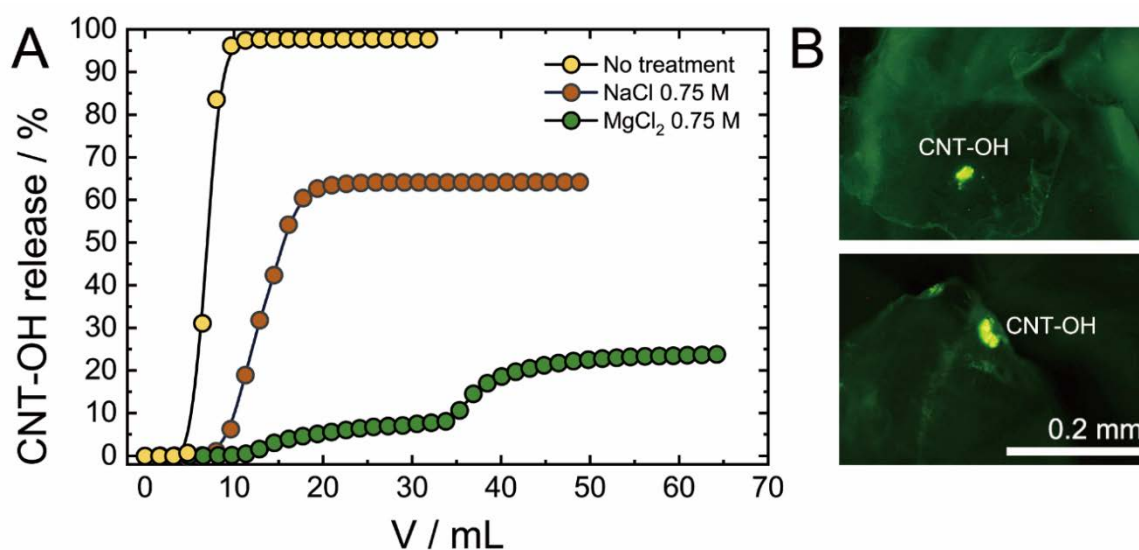 A
CNT-OH release / %
100
90
80
70
60
50
40
30
20
10
0
No treatment
NaCl 0.75 M
MgCl₂ 0.75 M
0 10 20 30 40 50 60 70
V / mL
B
CNT-OH
CNT-OH
0.2 mm